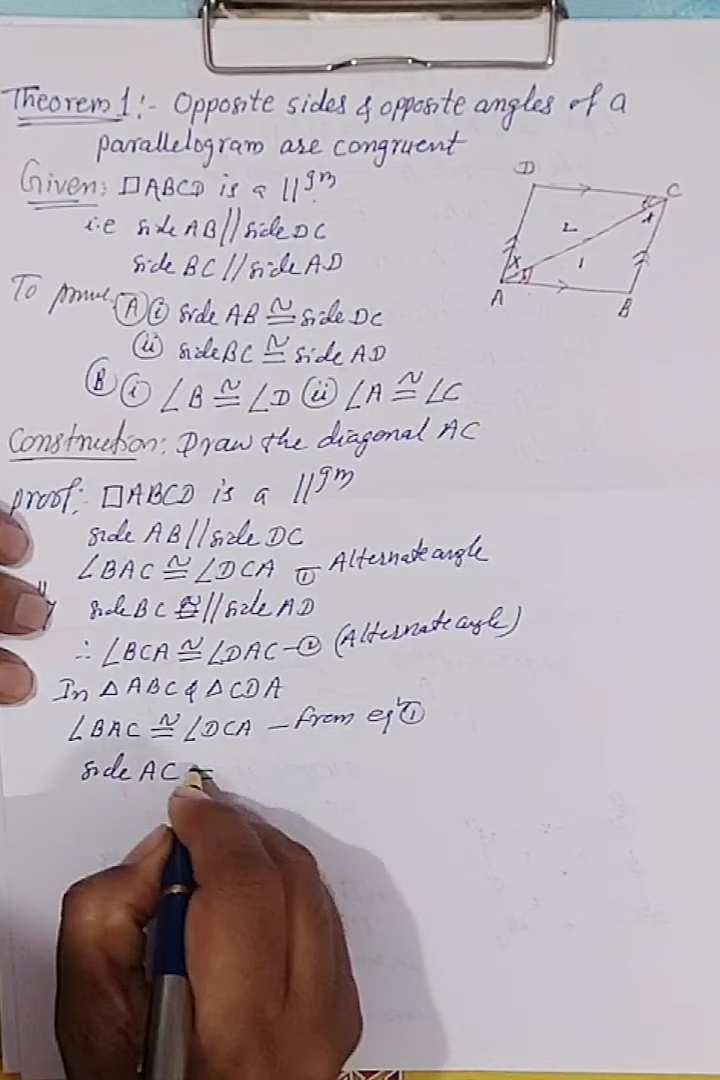 Theorem 1:- Opposite sides & opposite angles of a
parallelogram are congruent
Given: □ABCD is a ||gm
i.e side AB // side DC
side BC // side AD
To prove (A) (i) side AB ≅ side DC
(ii) side BC ≅ side AD
(B) (i) ∠B ≅ ∠D (ii) ∠A ≅ ∠C
Construction: Draw the diagonal AC
Proof: □ABCD is a ||gm
side AB // side DC
∠BAC ≅ ∠DCA - ① Alternate angle
side BC // side AD
∴ ∠BCA ≅ ∠DAC - ② (Alternate angle)
In △ABC & △CDA
∠BAC ≅ ∠DCA - from eqn ①
side AC =
D
C
2
x
x
1
A
B